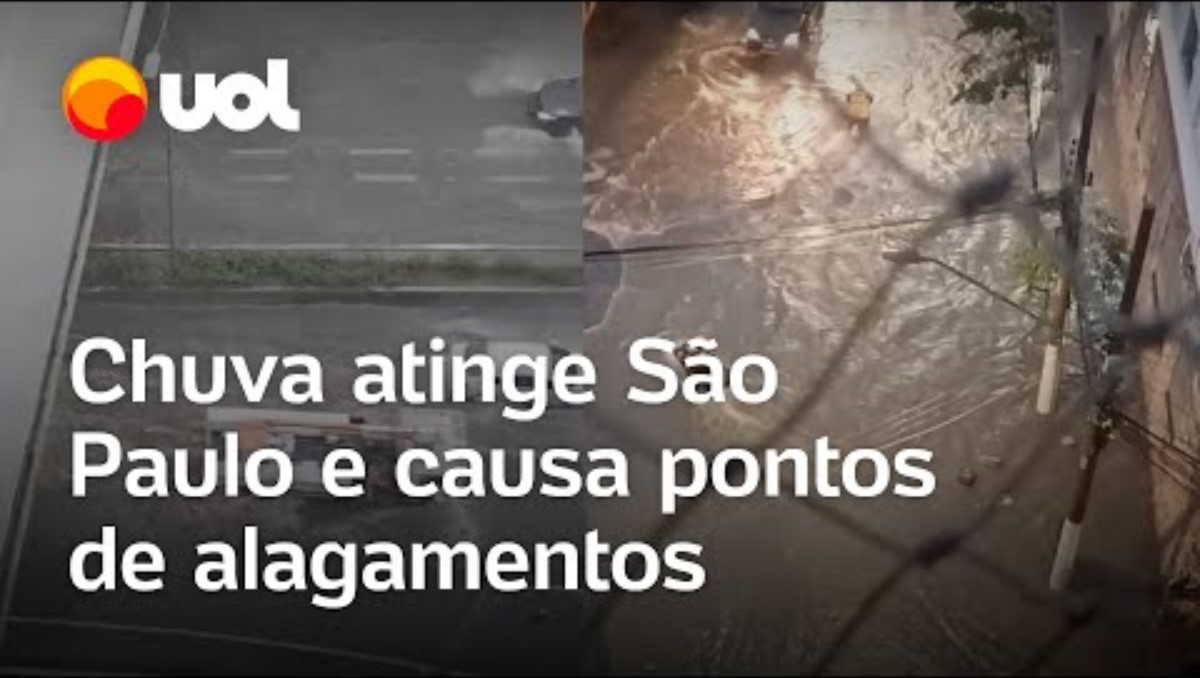 uol
Chuva atinge São
Paulo e causa pontos
de alagamentos